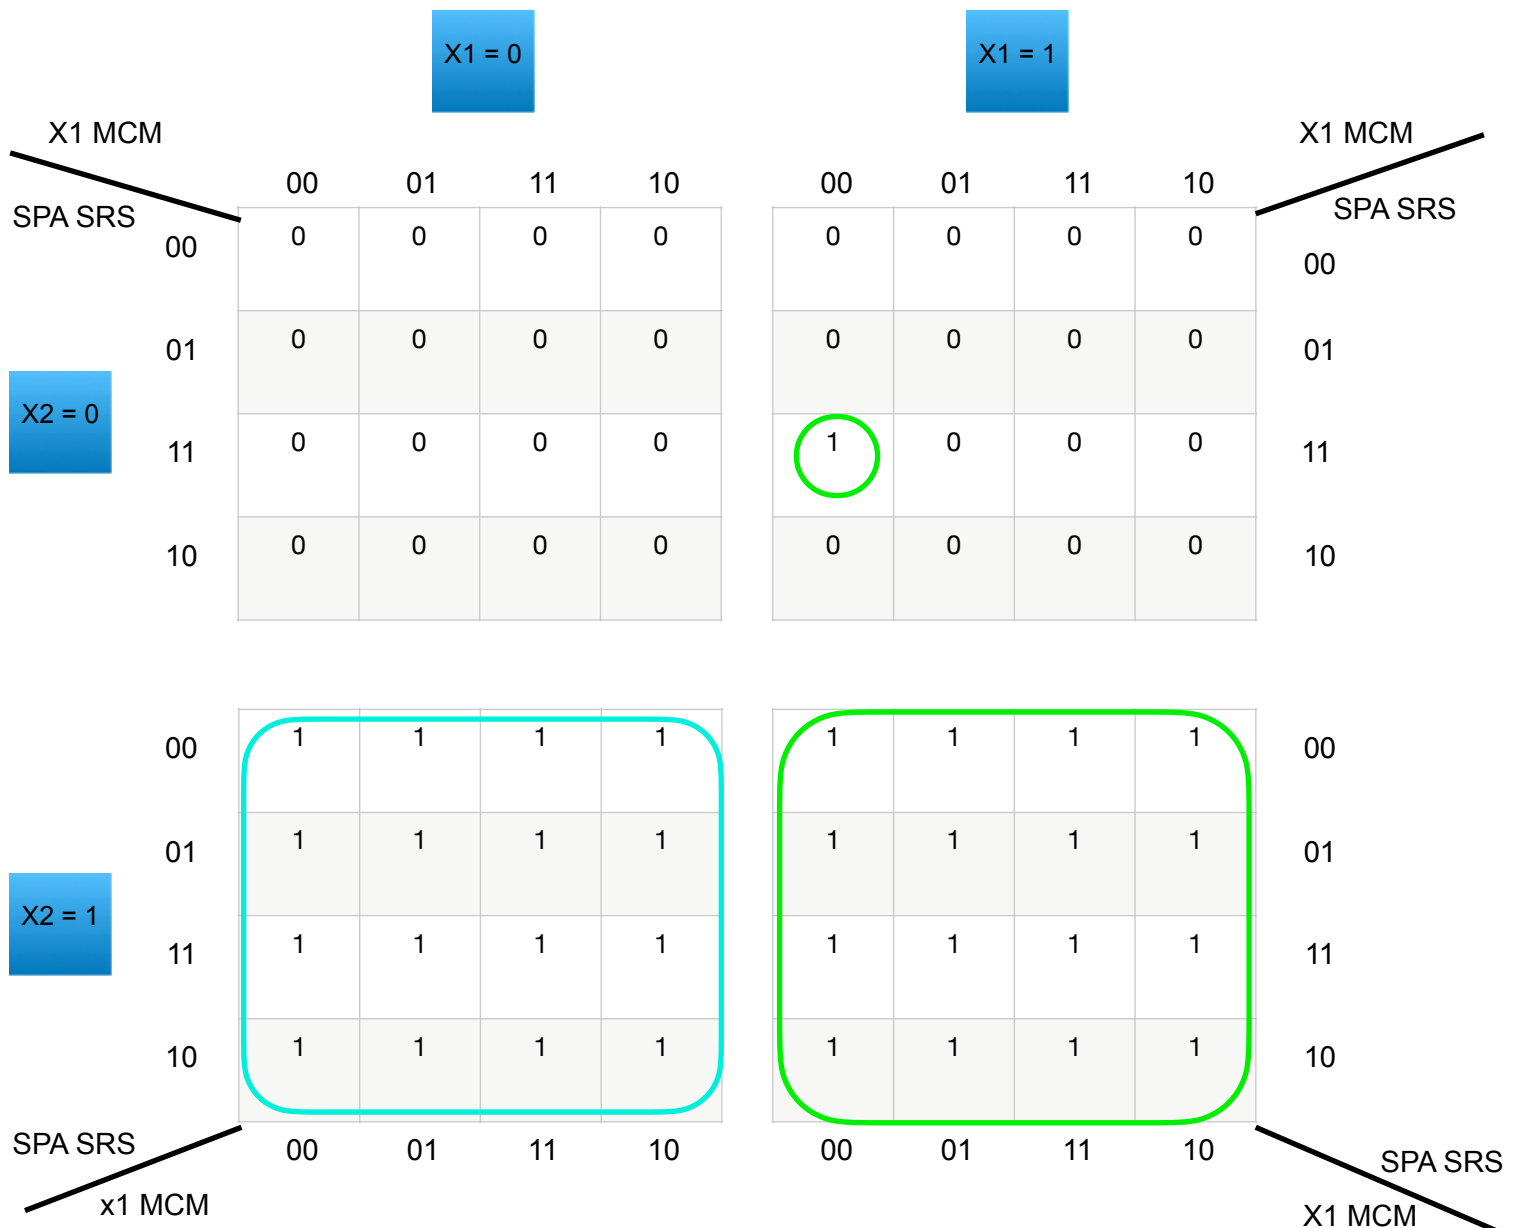 X1 = 0 X1 = 1
X1 MCM X1 MCM
00 01 11 10 00 01 11 10
SPA SRS SPA SRS
00 0 0 0 0 0 0 0 0 00
01 0 0 0 0 0 0 0 0 01
X2 = 0
11 0 0 0 0 1 0 0 0 11
10 0 0 0 0 0 0 0 0 10
00 1 1 1 1 1 1 1 1 00
01 1 1 1 1 1 1 1 1 01
X2 = 1
11 1 1 1 1 1 1 1 1 11
10 1 1 1 1 1 1 1 1 10
SPA SRS 00 01 11 10 00 01 11 10 SPA SRS
x1 MCM X1 MCM